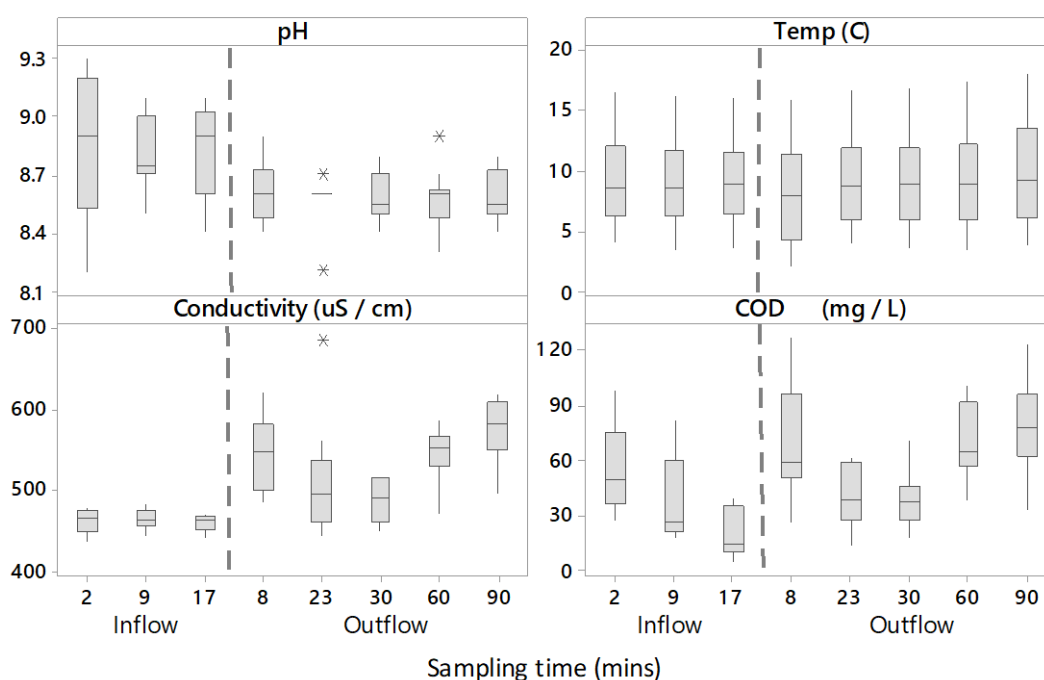 pH
Temp (C)
9.3
9.0
8.7
8.4
8.1
20
15
10
5
0
Conductivity (uS / cm)
COD (mg / L)
700
600
500
400
120
90
60
30
0
2 9 17 8 23 30 60 90
Inflow Outflow
2 9 17 8 23 30 60 90
Inflow Outflow
Sampling time (mins)